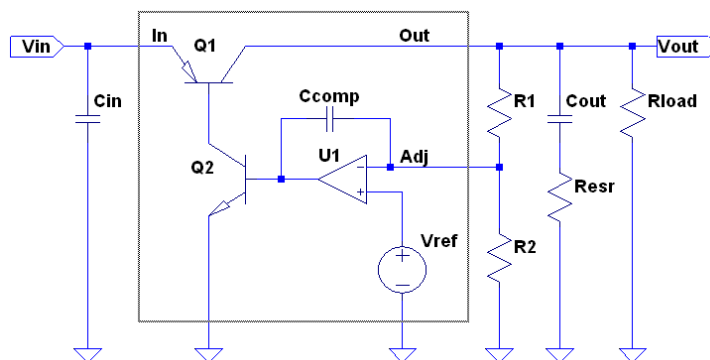 Vin
In
Q1
Out
Vout
Cin
Ccomp
R1
Cout
Rload
Q2
U1
Adj
−
+
Resr
Vref
+
−
R2